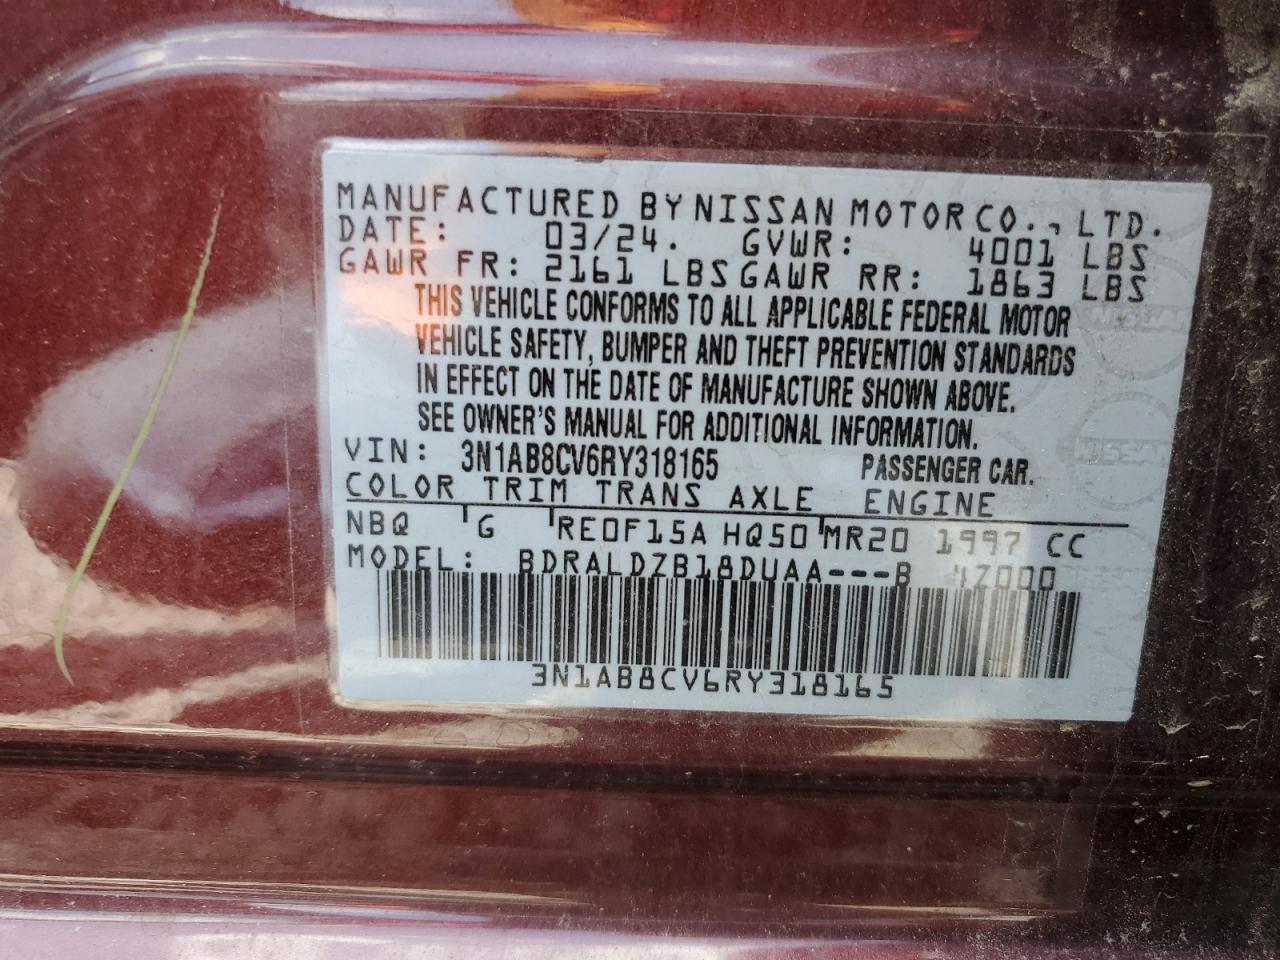 MANUFACTURED BY NISSAN MOTOR CO., LTD.
DATE: 03/24. GVWR: 4001 LBS
GAWR FR: 2161 LBS GAWR RR: 1863 LBS
THIS VEHICLE CONFORMS TO ALL APPLICABLE FEDERAL MOTOR
VEHICLE SAFETY, BUMPER AND THEFT PREVENTION STANDARDS
IN EFFECT ON THE DATE OF MANUFACTURE SHOWN ABOVE.
SEE OWNER'S MANUAL FOR ADDITIONAL INFORMATION.
VIN: 3N1AB8CV6RY318165 PASSENGER CAR.
COLOR TRIM TRANS AXLE ENGINE
NBQ G RE0F15A HQ50 MR20 1997 CC
MODEL: BDRALDZB18DUAA---B 4Z000
3N1AB8CV6RY318165
NISSAN
NISSAN